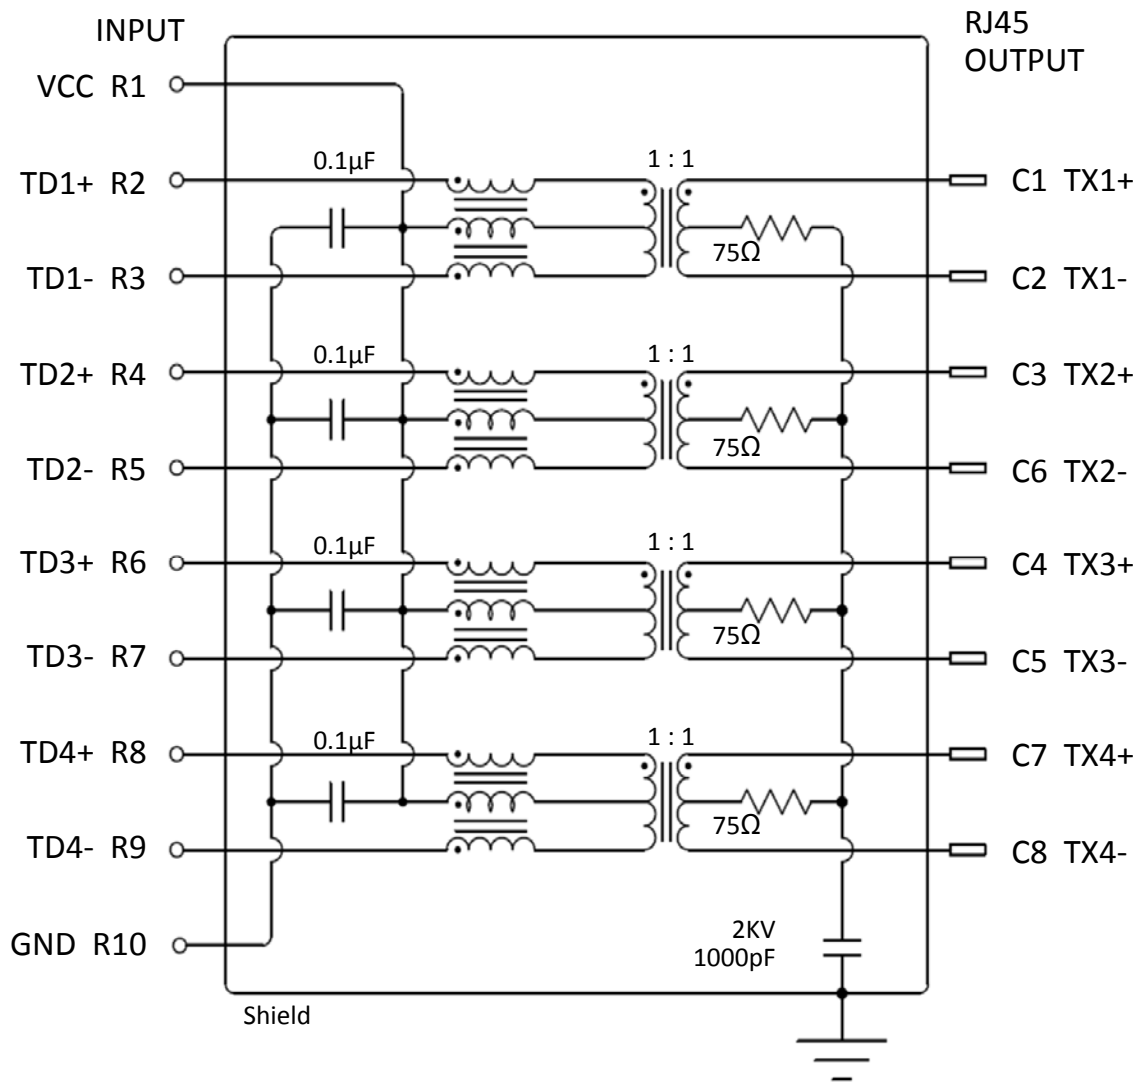 INPUT
RJ45
OUTPUT
VCC R1
0.1µF
1 : 1
TD1+ R2
C1 TX1+
75Ω
TD1- R3
C2 TX1-
0.1µF
1 : 1
TD2+ R4
C3 TX2+
75Ω
TD2- R5
C6 TX2-
0.1µF
1 : 1
TD3+ R6
C4 TX3+
75Ω
TD3- R7
C5 TX3-
0.1µF
1 : 1
TD4+ R8
C7 TX4+
75Ω
TD4- R9
C8 TX4-
GND R10
2KV
1000pF
Shield